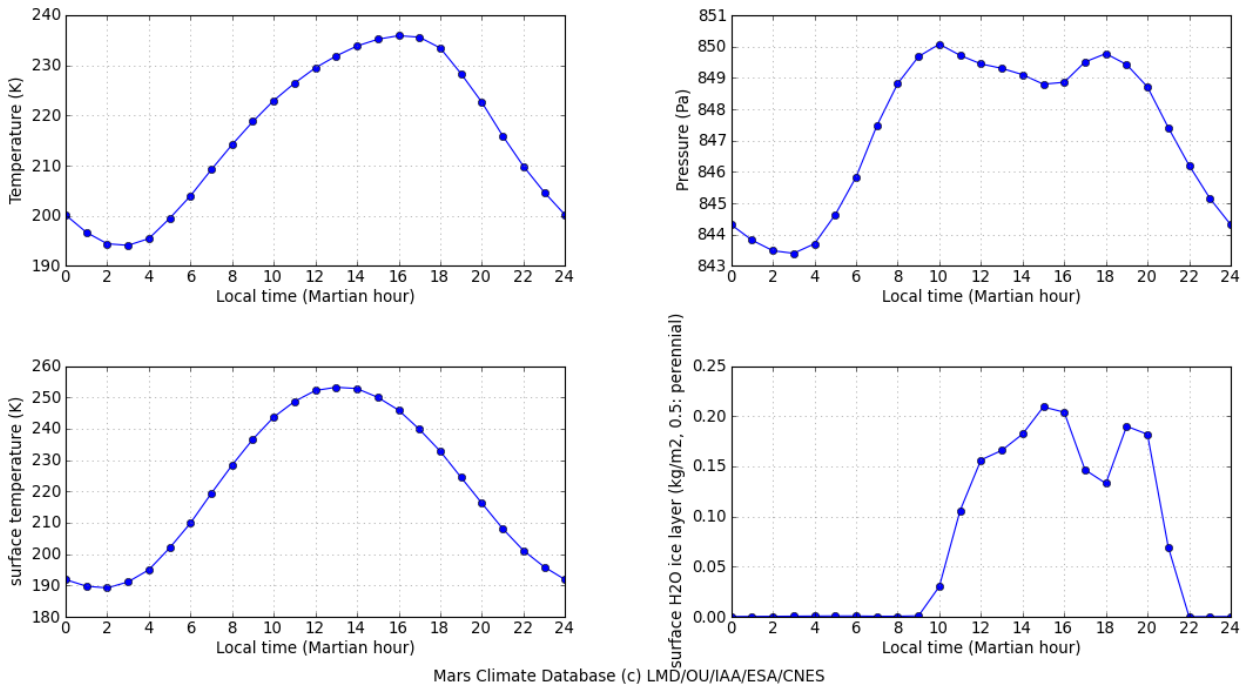 240
230
220
210
200
190
Temperature (K)
0 2 4 6 8 10 12 14 16 18 20 22 24
Local time (Martian hour)
851
850
849
848
847
846
845
844
843
Pressure (Pa)
0 2 4 6 8 10 12 14 16 18 20 22 24
Local time (Martian hour)
260
250
240
230
220
210
200
190
180
surface temperature (K)
0 2 4 6 8 10 12 14 16 18 20 22 24
Local time (Martian hour)
0.25
0.20
0.15
0.10
0.05
0.00
surface H2O ice layer (kg/m2, 0.5: perennial)
0 2 4 6 8 10 12 14 16 18 20 22 24
Local time (Martian hour)
Mars Climate Database (c) LMD/OU/IAA/ESA/CNES